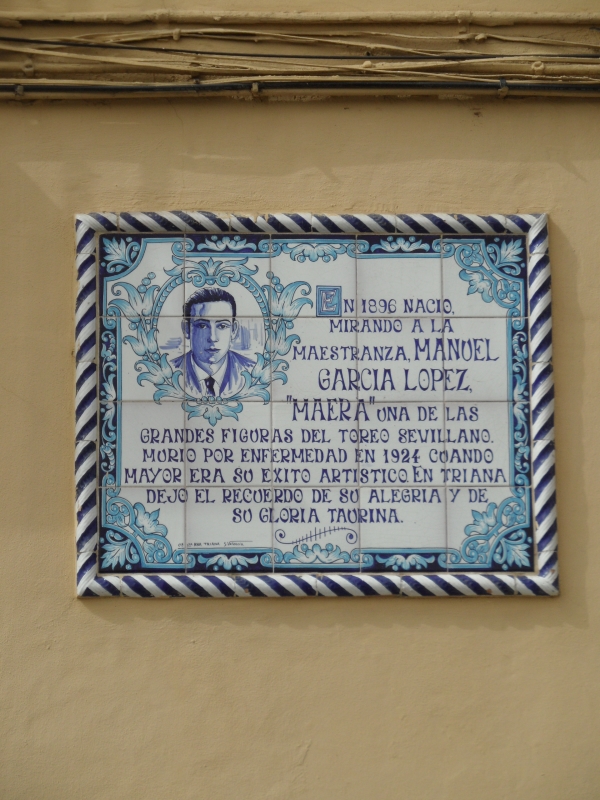 EN 1896 NACIO,
MIRANDO A LA
MAESTRANZA, MANUEL
GARCIA LOPEZ,
"MAERA" UNA DE LAS
GRANDES FIGURAS DEL TOREO SEVILLANO.
MURIO POR ENFERMEDAD EN 1924 CUANDO
MAYOR ERA SU EXITO ARTISTICO. EN TRIANA
DEJO EL RECUERDO DE SU ALEGRIA Y DE
SU GLORIA TAURINA.